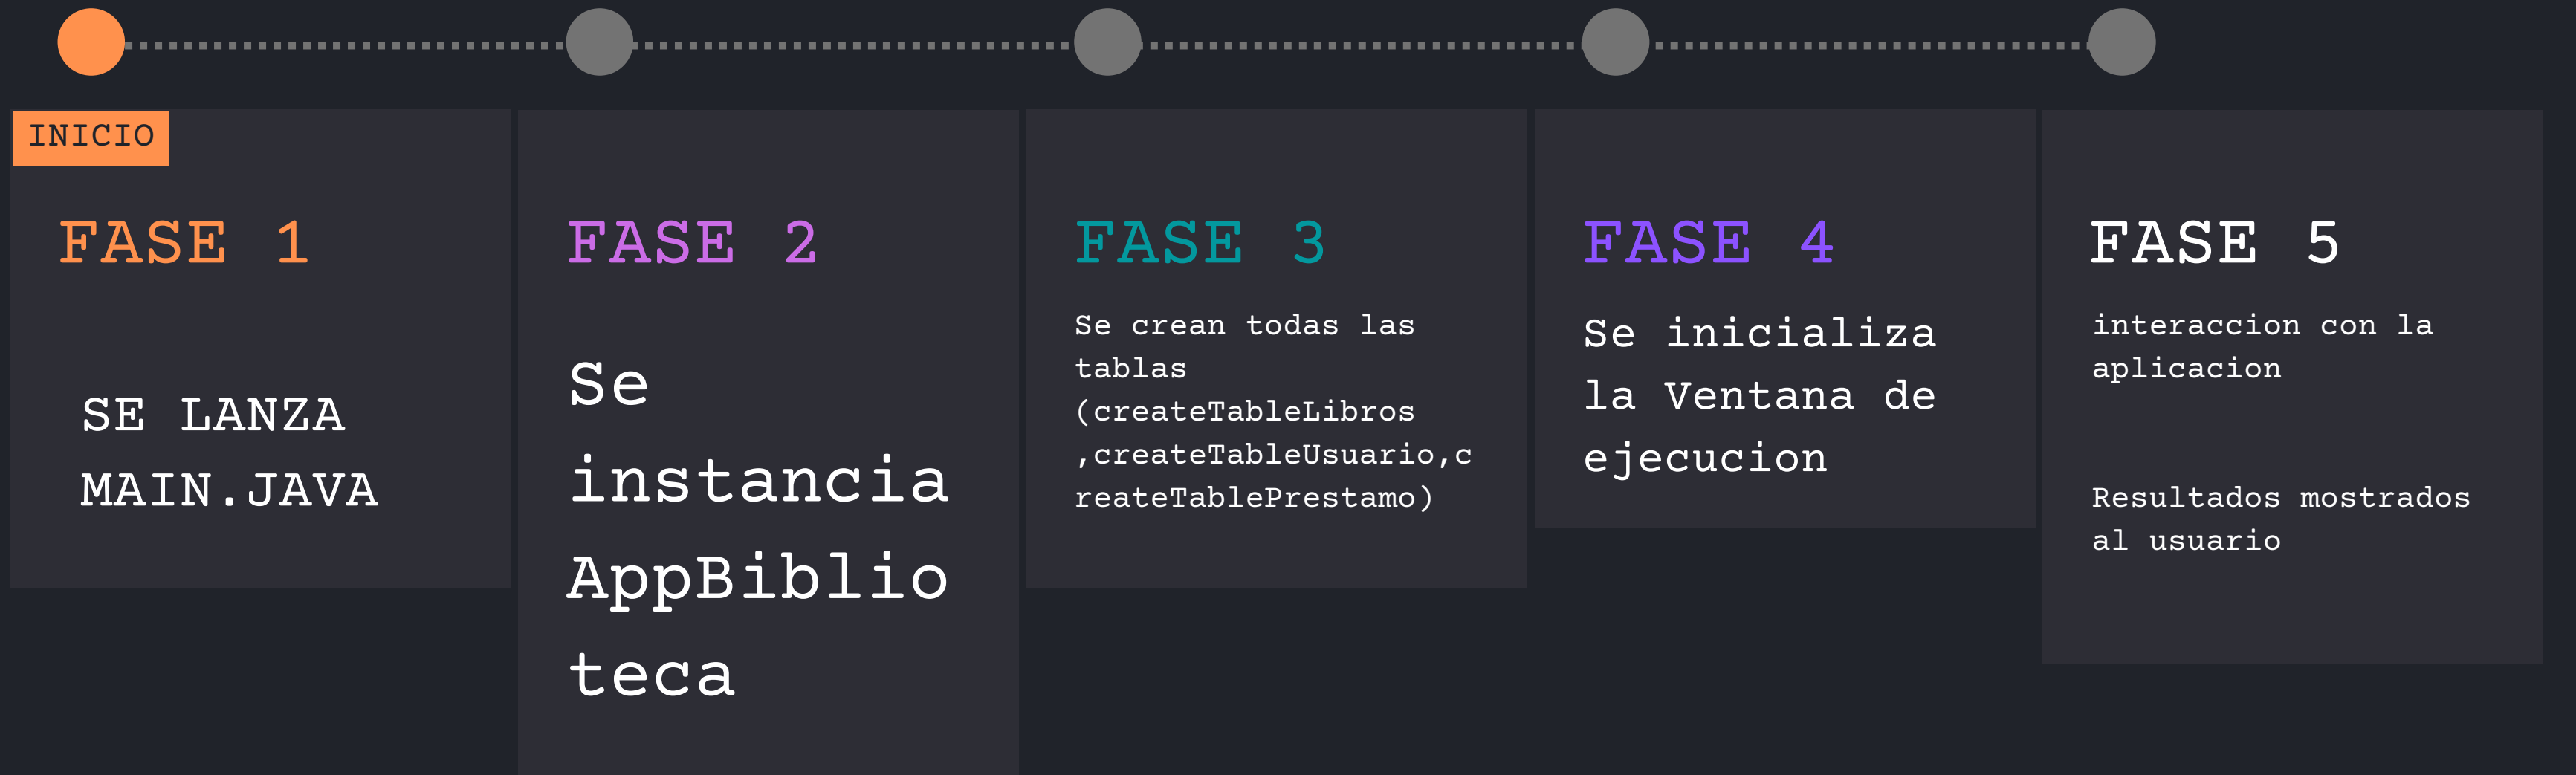 INICIO
FASE 1
SE LANZA
MAIN.JAVA
FASE 2
Se
instancia
AppBiblio
teca
FASE 3
Se crean todas las
tablas
(createTableLibros
,createTableUsuario,c
reateTablePrestamo)
FASE 4
Se inicializa
la Ventana de
ejecucion
FASE 5
interaccion con la
aplicacion
Resultados mostrados
al usuario